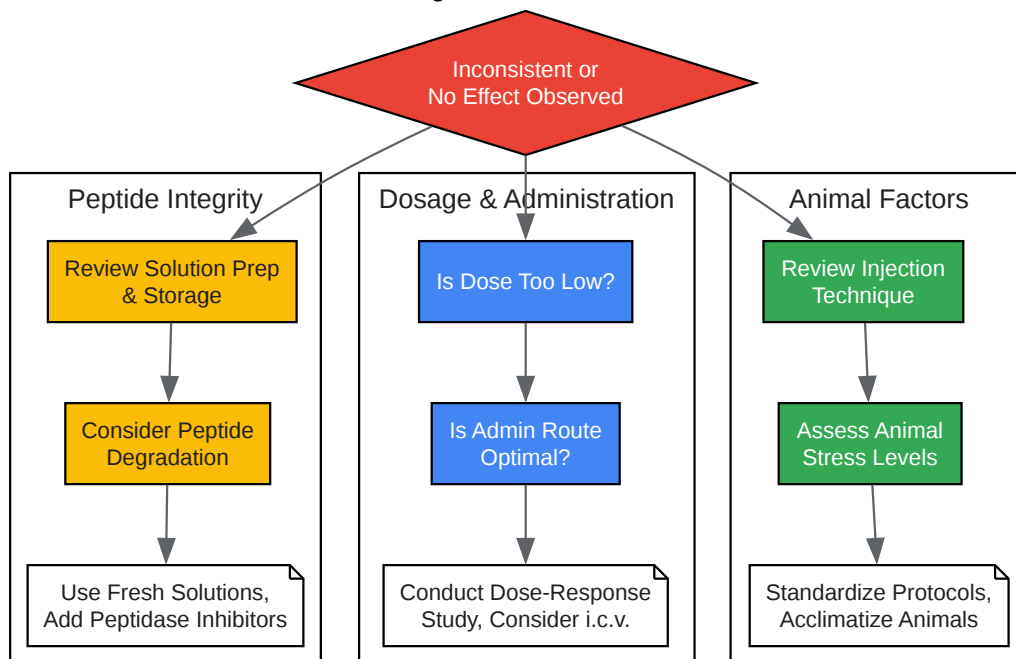 Inconsistent or
No Effect Observed
Peptide Integrity
Review Solution Prep
& Storage
Consider Peptide
Degradation
Use Fresh Solutions,
Add Peptidase Inhibitors
Dosage & Administration
Is Dose Too Low?
Is Admin Route
Optimal?
Conduct Dose-Response
Study, Consider i.c.v.
Animal Factors
Review Injection
Technique
Assess Animal
Stress Levels
Standardize Protocols,
Acclimatize Animals